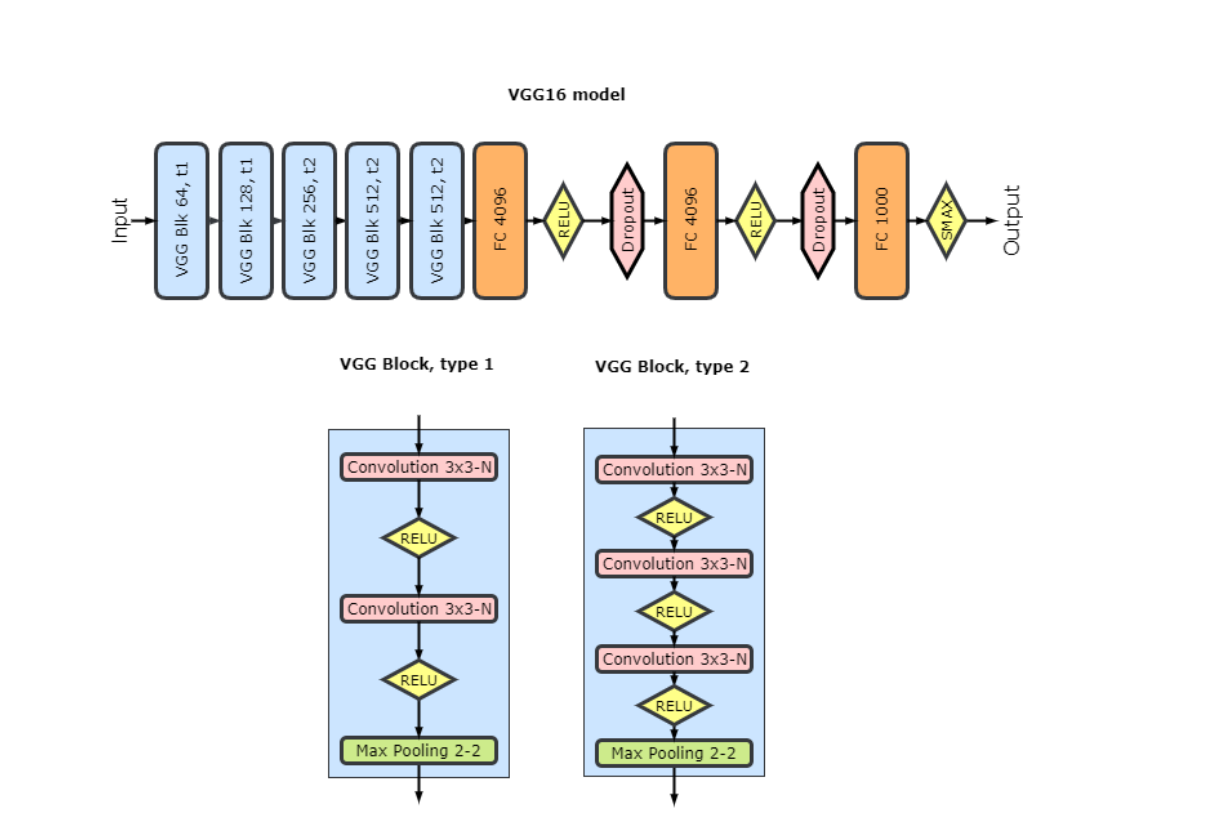 VGG16 model
Input
VGG Blk 64, t1
VGG Blk 128, t1
VGG Blk 256, t2
VGG Blk 512, t2
VGG Blk 512, t2
FC 4096
RELU
Dropout
FC 4096
RELU
Dropout
FC 1000
SMAX
Output
VGG Block, type 1
Convolution 3x3-N
RELU
Convolution 3x3-N
RELU
Max Pooling 2-2
VGG Block, type 2
Convolution 3x3-N
RELU
Convolution 3x3-N
RELU
Convolution 3x3-N
RELU
Max Pooling 2-2